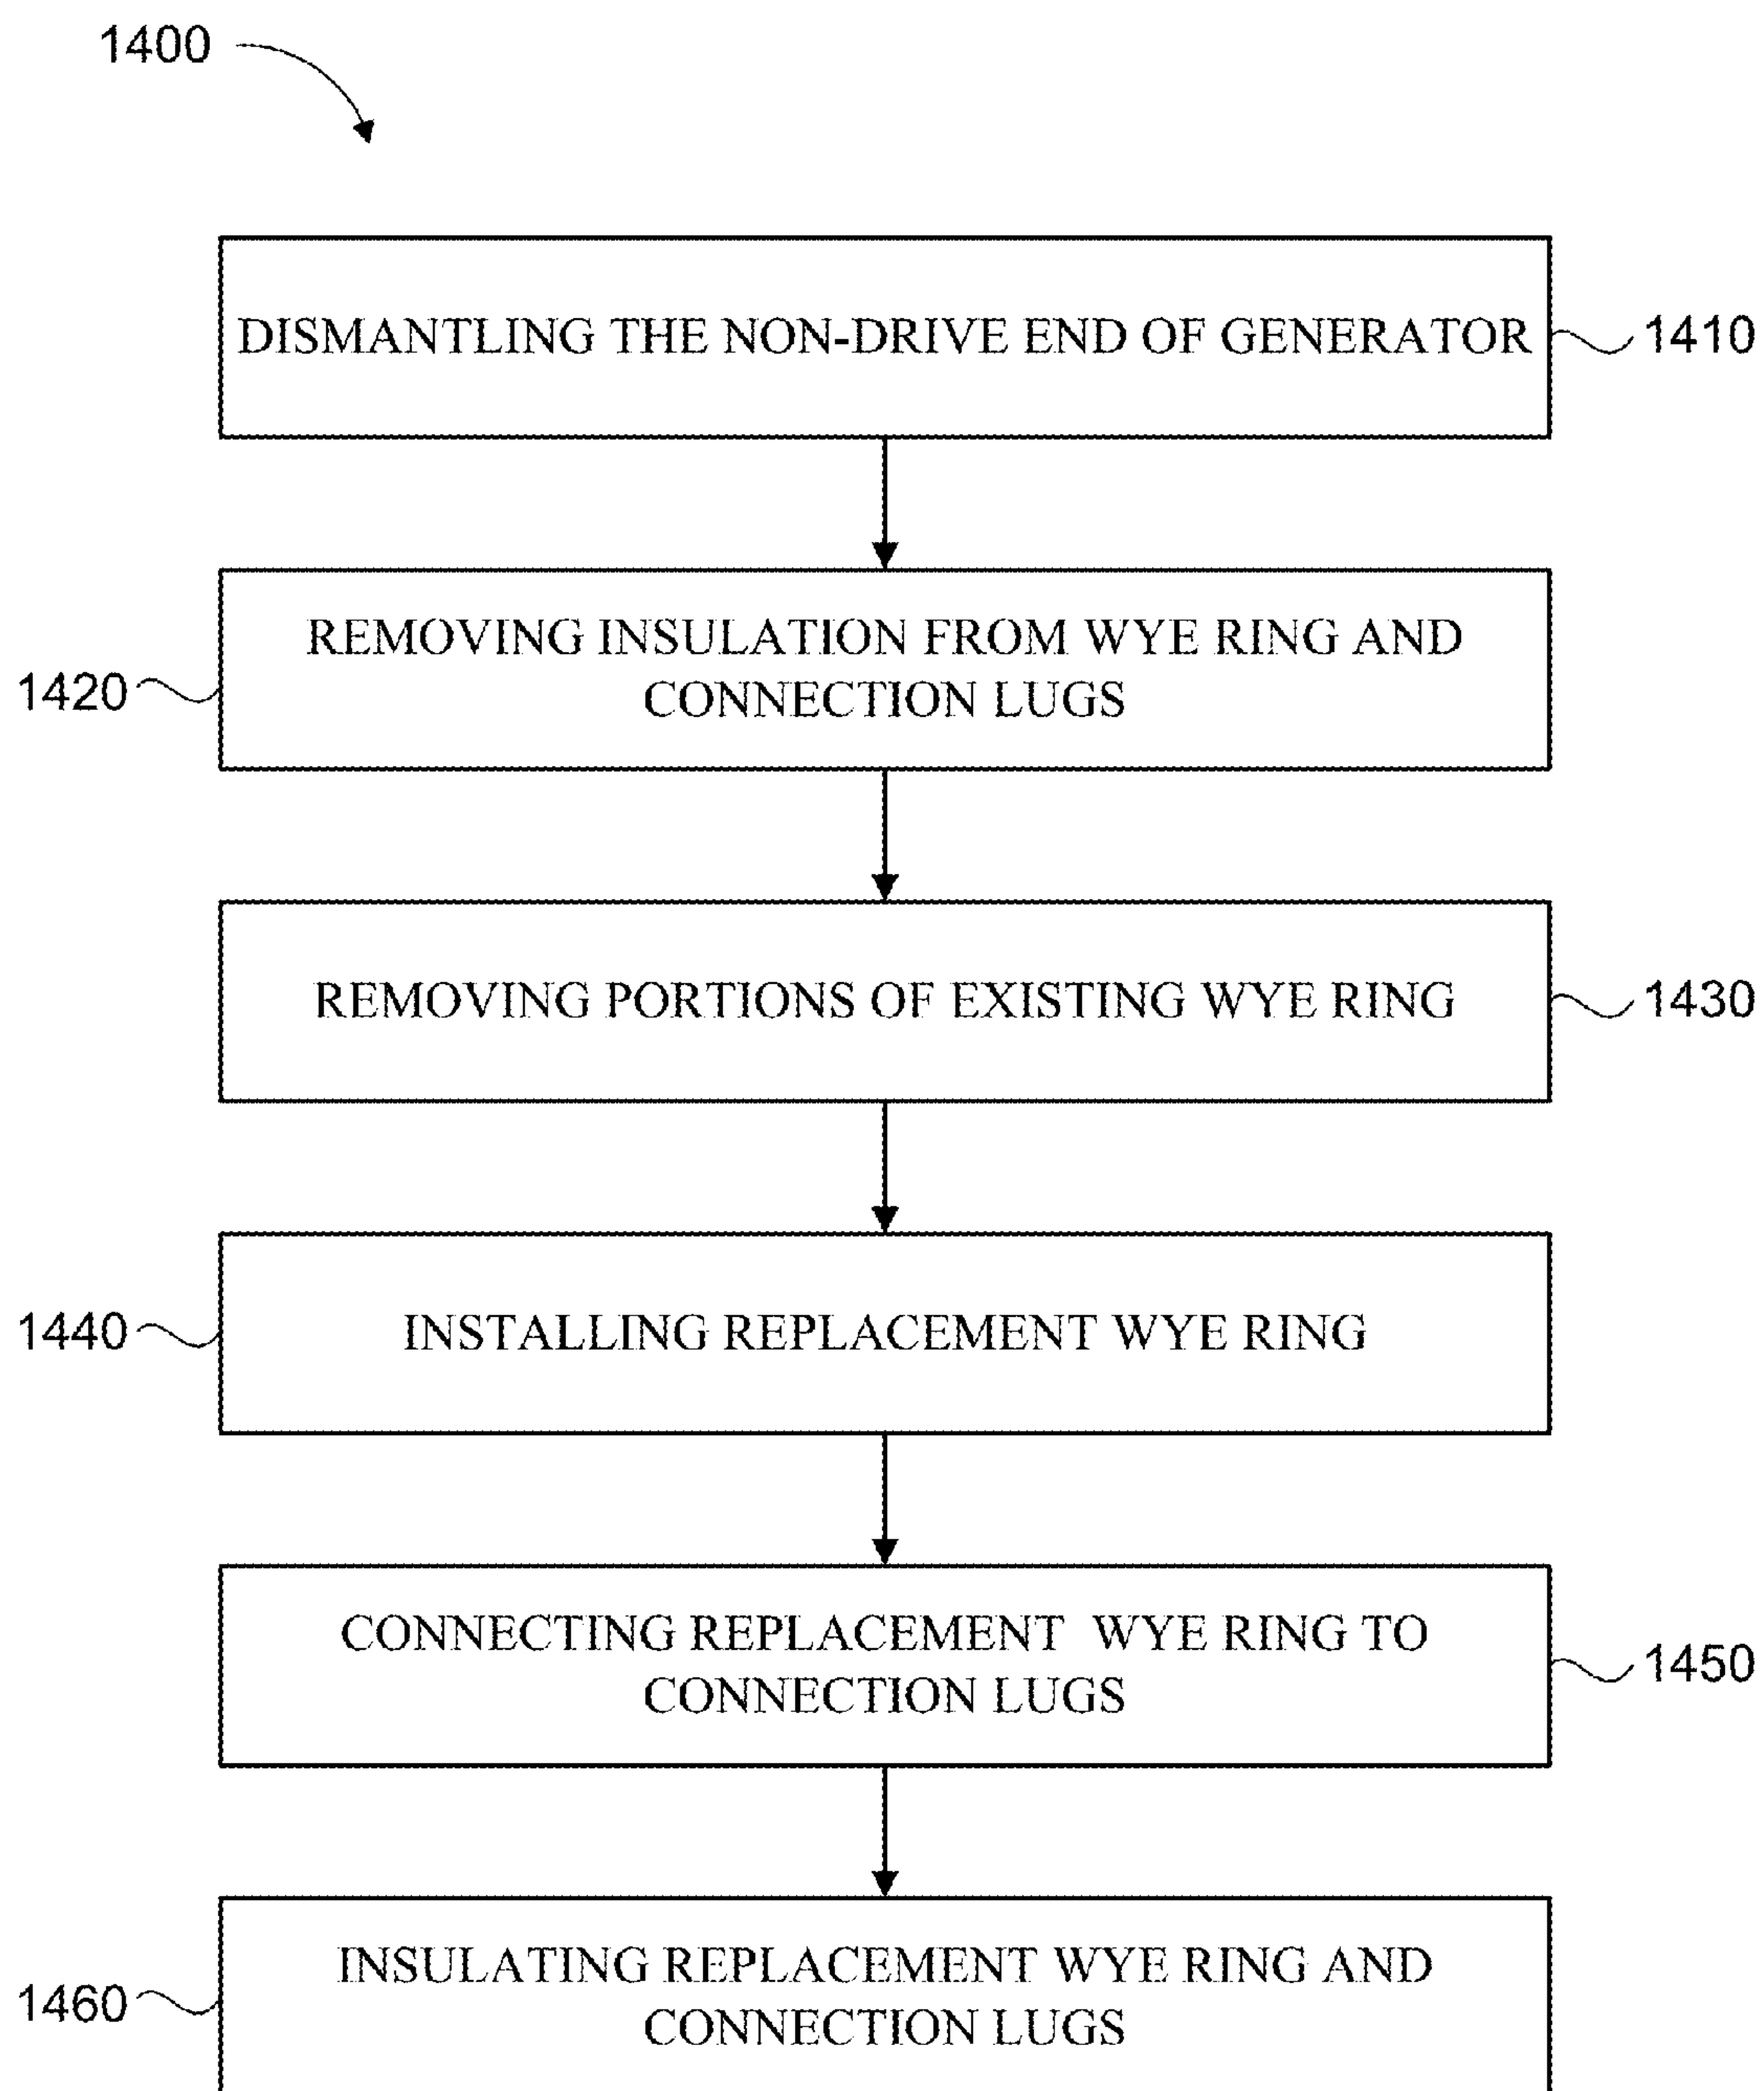 1400
DISMANTLING THE NON-DRIVE END OF GENERATOR
1410
REMOVING INSULATION FROM WYE RING AND
CONNECTION LUGS
1420
REMOVING PORTIONS OF EXISTING WYE RING
1430
INSTALLING REPLACEMENT WYE RING
1440
CONNECTING REPLACEMENT WYE RING TO
CONNECTION LUGS
1450
INSULATING REPLACEMENT WYE RING AND
CONNECTION LUGS
1460